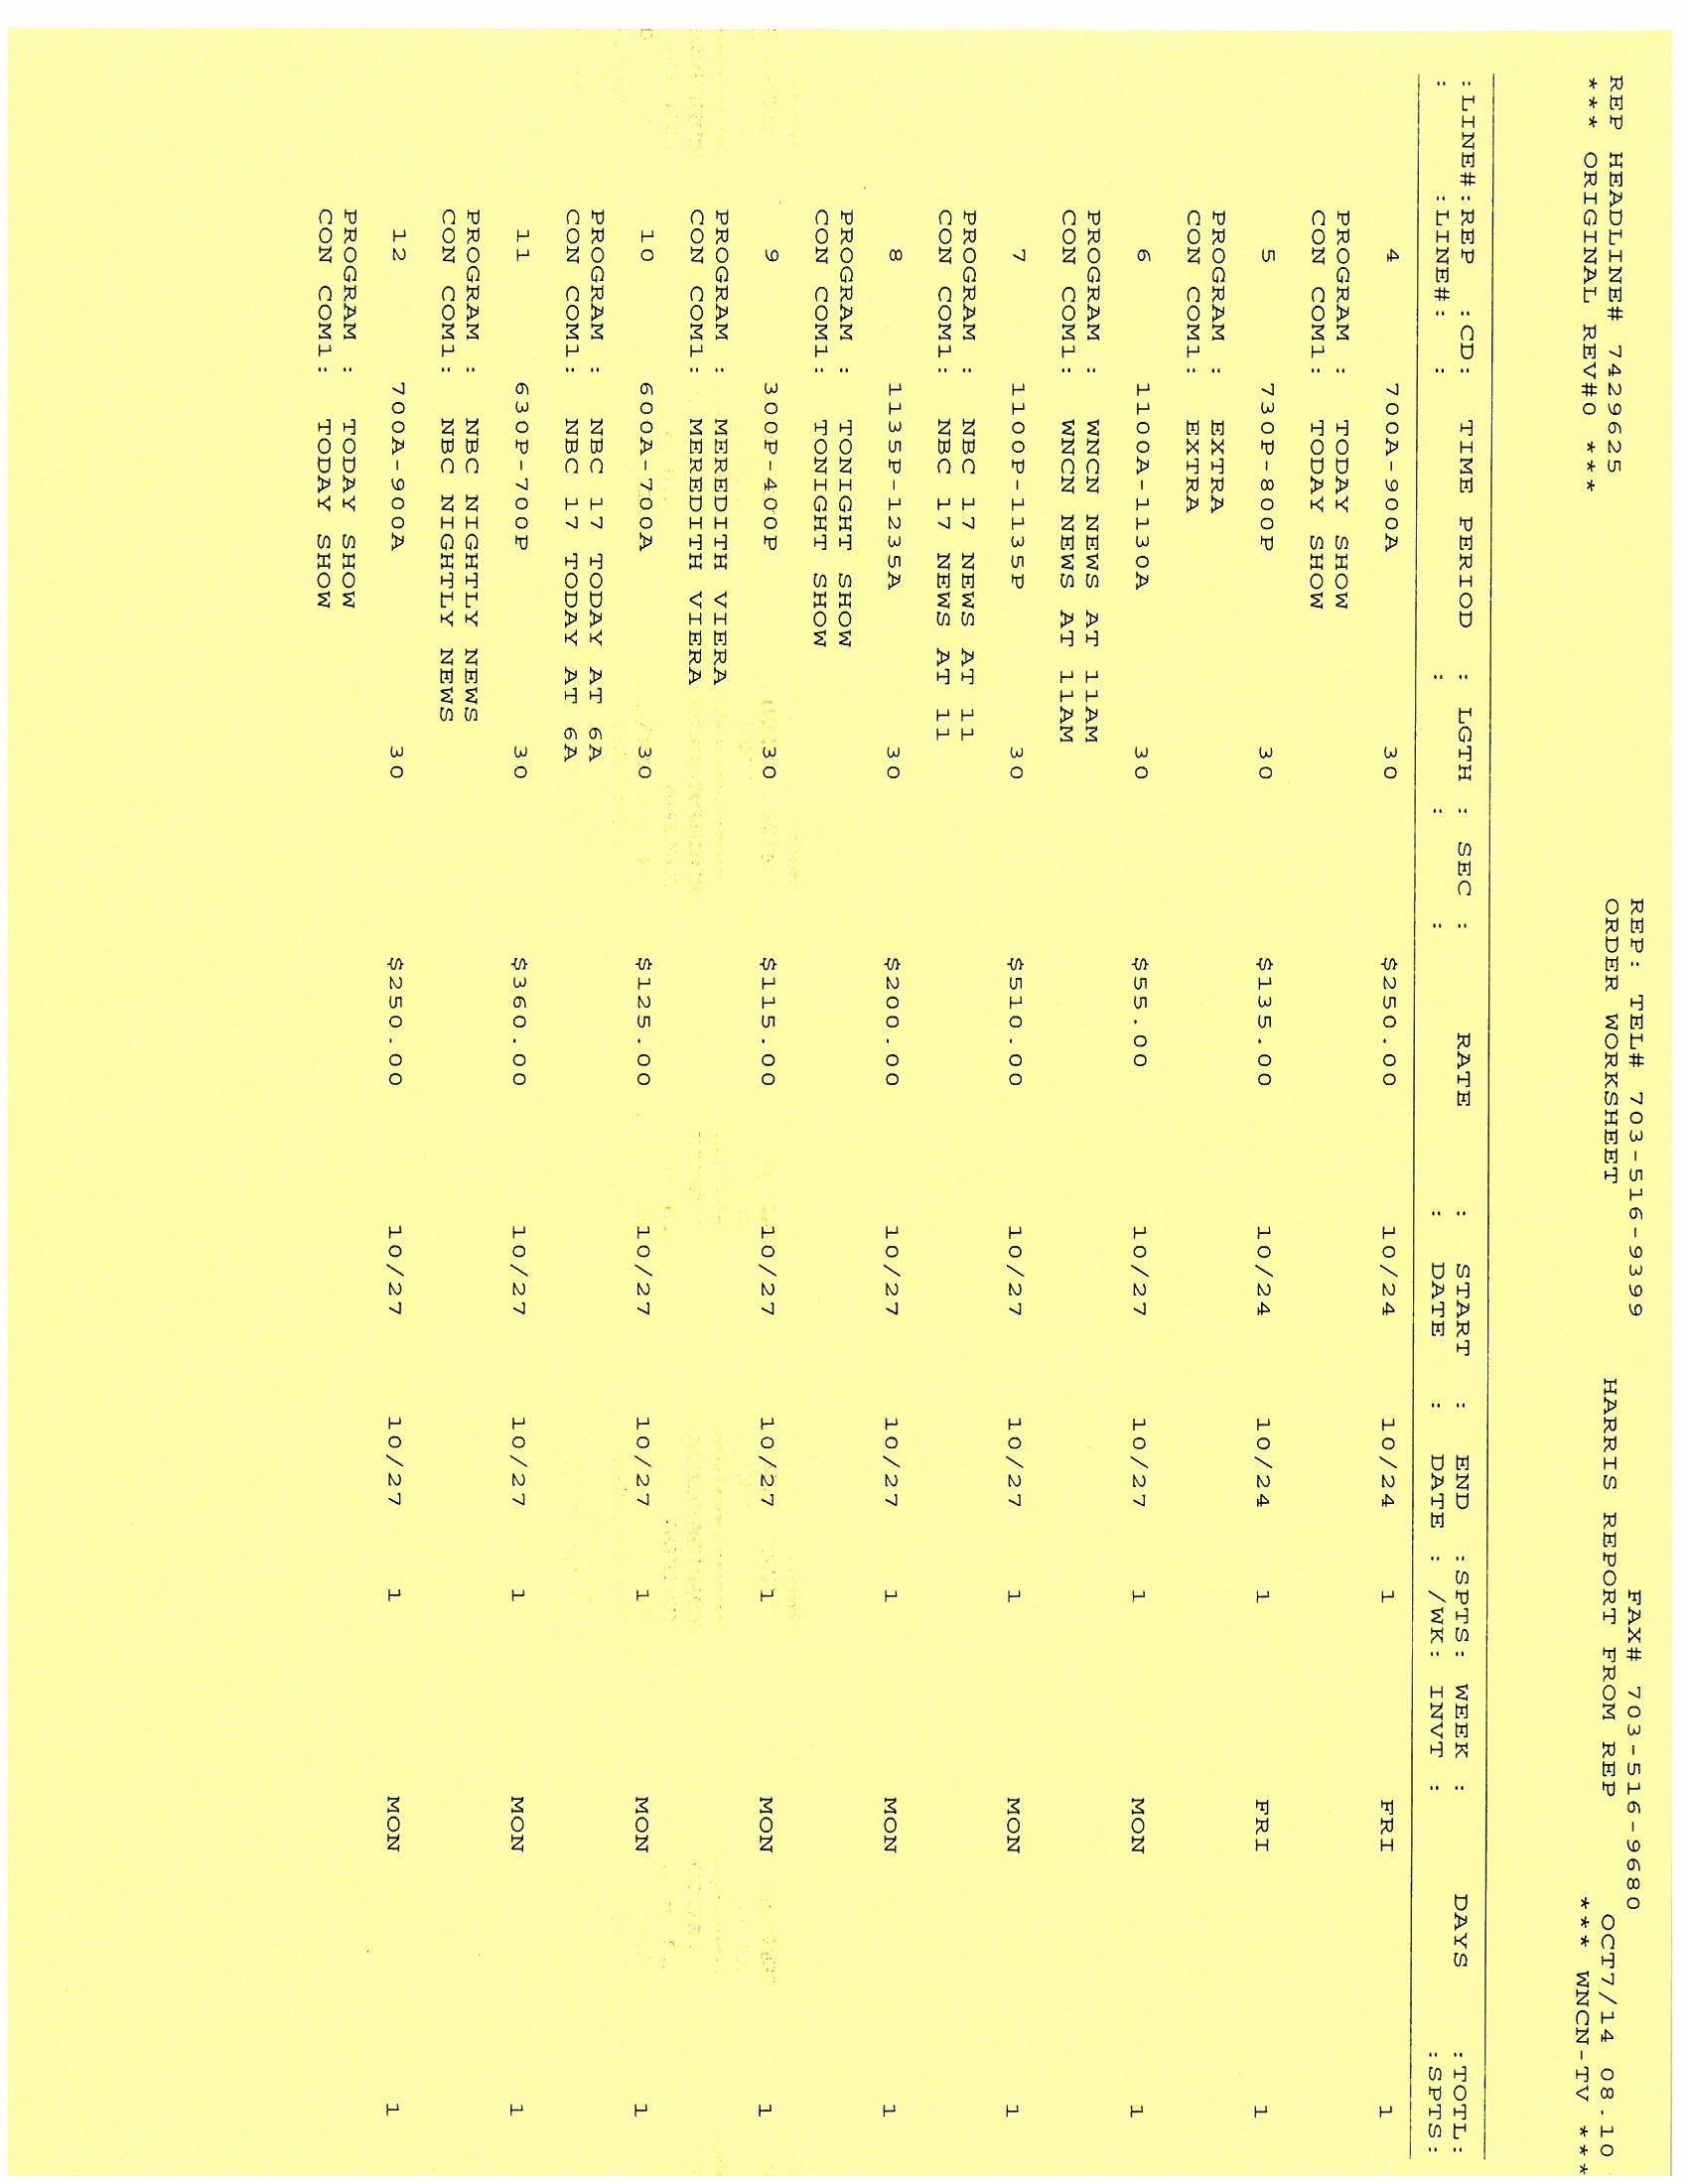 REP: TEL# 703-516-9399 FAX# 703-516-9680
REP HEADLINE# 7429625 ORDER WORKSHEET HARRIS REPORT FROM REP OCT7/14 08.10
*** ORIGINAL REV#0 *** *** WNCN-TV ***
:LINE#:REP :CD: TIME PERIOD : LGTH : SEC : RATE : START : END :SPTS: WEEK : DAYS :TOTL:
: :LINE#: : : : : : DATE : DATE : /WK: INVT : :SPTS:
4 700A-900A 30 $250.00 10/24 10/24 1 FRI 1
PROGRAM : TODAY SHOW
CON COM1: TODAY SHOW
5 730P-800P 30 $135.00 10/24 10/24 1 FRI 1
PROGRAM : EXTRA
CON COM1: EXTRA
6 1100A-1130A 30 $55.00 10/27 10/27 1 MON 1
PROGRAM : WNCN NEWS AT 11AM
CON COM1: WNCN NEWS AT 11AM
7 1100P-1135P 30 $510.00 10/27 10/27 1 MON 1
PROGRAM : NBC 17 NEWS AT 11
CON COM1: NBC 17 NEWS AT 11
8 1135P-1235A 30 $200.00 10/27 10/27 1 MON 1
PROGRAM : TONIGHT SHOW
CON COM1: TONIGHT SHOW
9 300P-400P 30 $115.00 10/27 10/27 1 MON 1
PROGRAM : MEREDITH VIERA
CON COM1: MEREDITH VIERA
10 600A-700A 30 $125.00 10/27 10/27 1 MON 1
PROGRAM : NBC 17 TODAY AT 6A
CON COM1: NBC 17 TODAY AT 6A
11 630P-700P 30 $360.00 10/27 10/27 1 MON 1
PROGRAM : NBC NIGHTLY NEWS
CON COM1: NBC NIGHTLY NEWS
12 700A-900A 30 $250.00 10/27 10/27 1 MON 1
PROGRAM : TODAY SHOW
CON COM1: TODAY SHOW